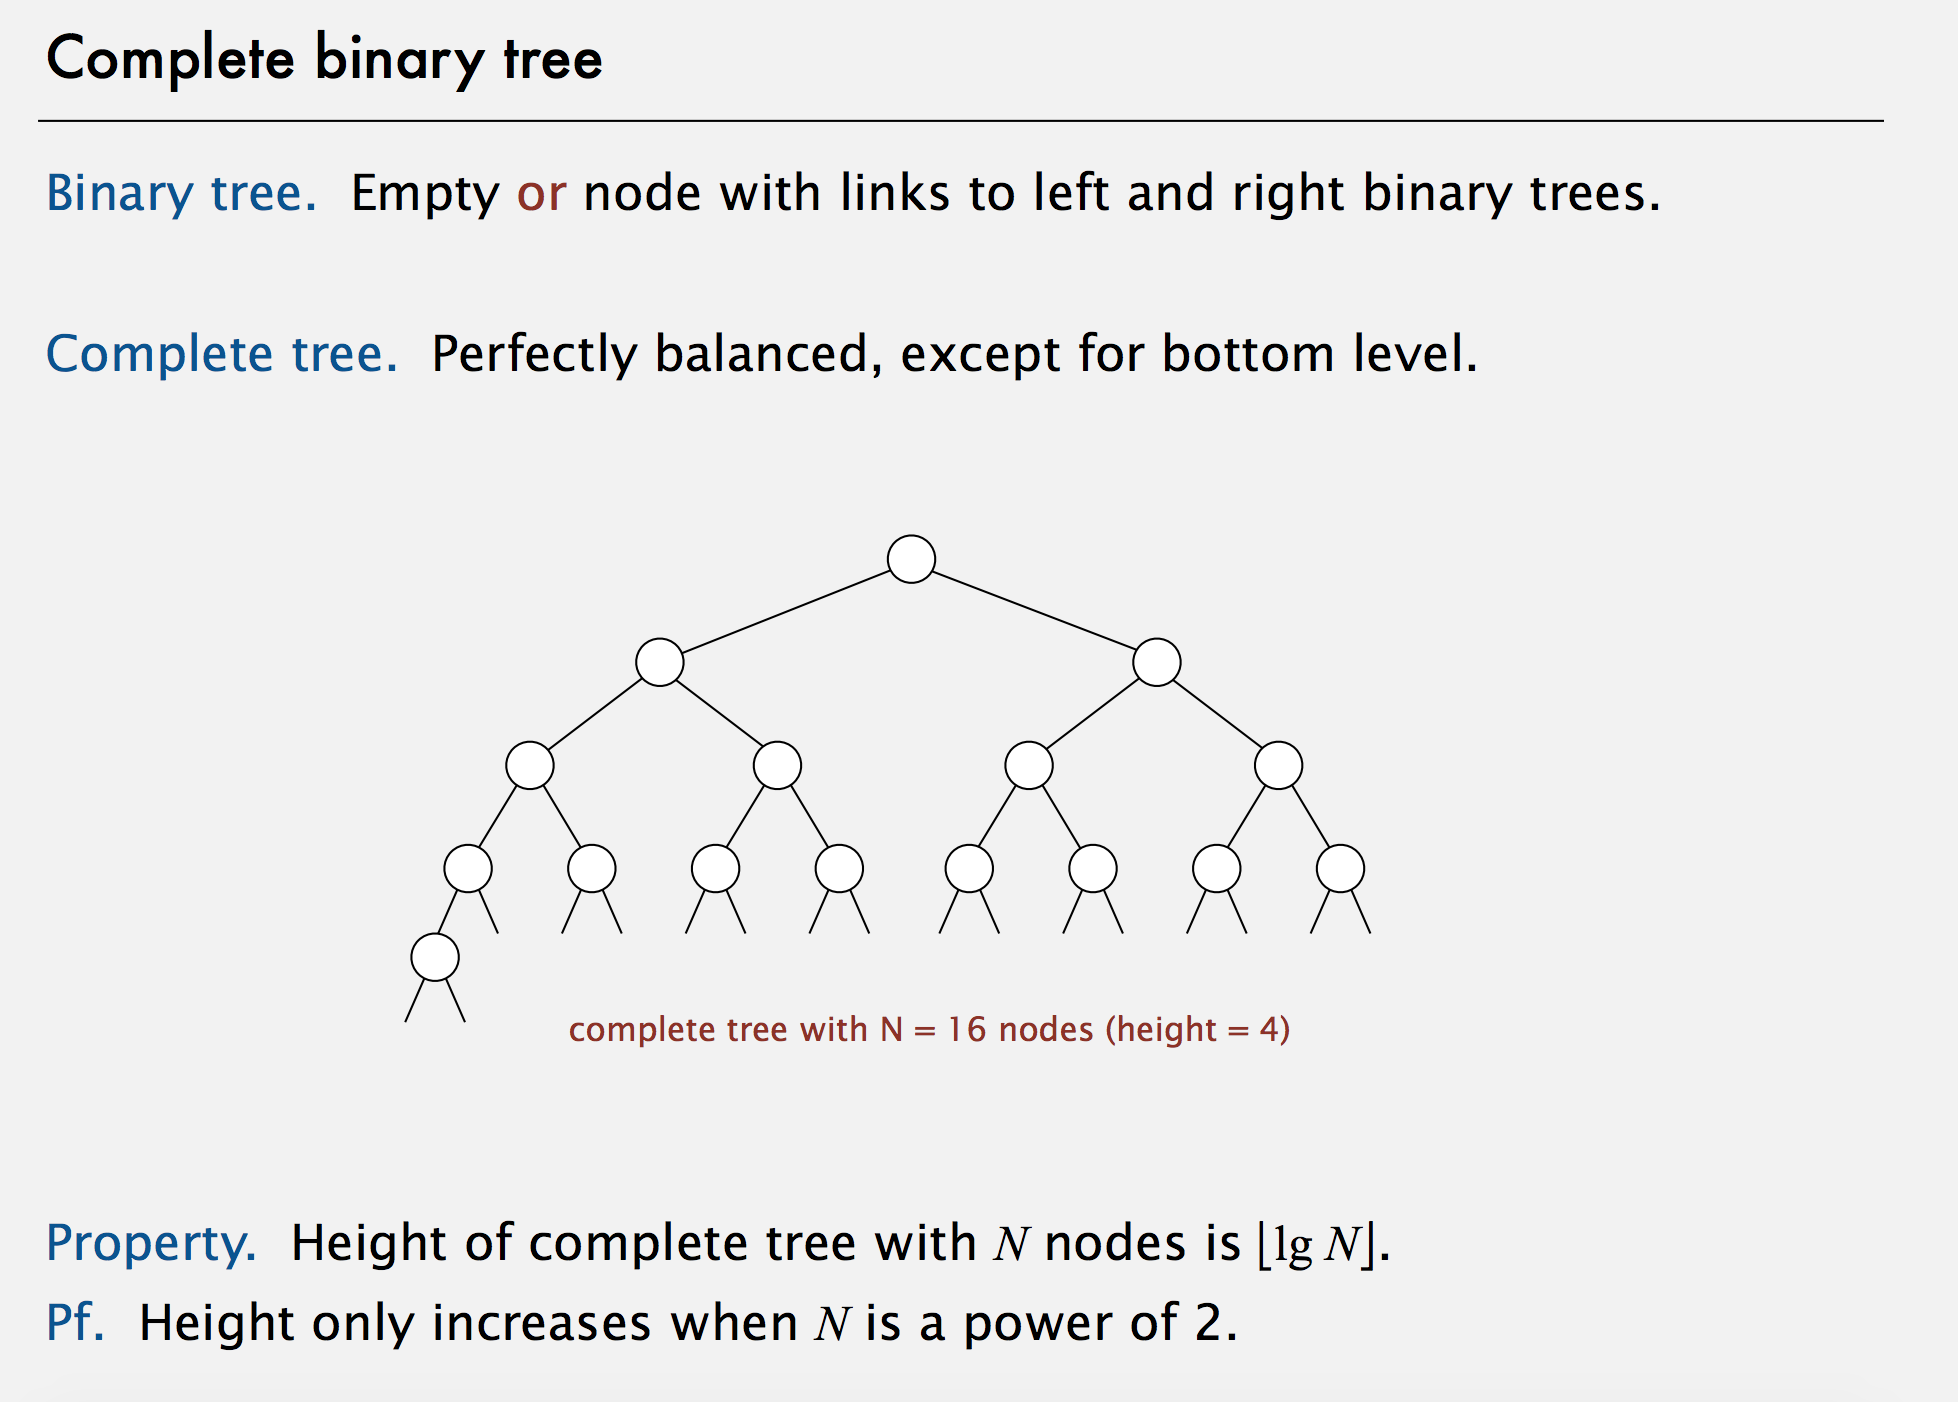 Complete binary tree
Binary tree. Empty or node with links to left and right binary trees.
Complete tree. Perfectly balanced, except for bottom level.
complete tree with N = 16 nodes (height = 4)
Property. Height of complete tree with N nodes is ⌊lg N⌋.
Pf. Height only increases when N is a power of 2.